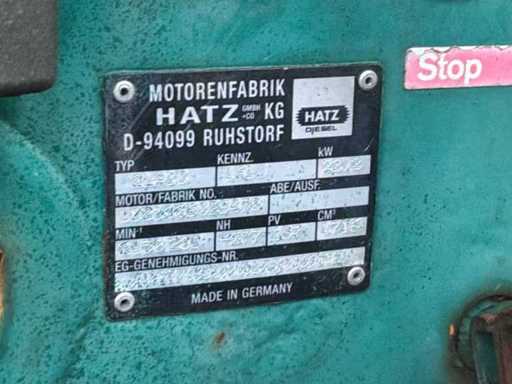 MOTORENFABRIK
HATZ GMBH +CO KG
D-94099 RUHSTORF
HATZ
DIESEL
Stop
TYP KENNZ. kW
MOTOR/FABRIK NO. ABE/AUSF.
MIN-¹ NH PV CM³
EG-GENEHMIGUNGS-NR.
MADE IN GERMANY